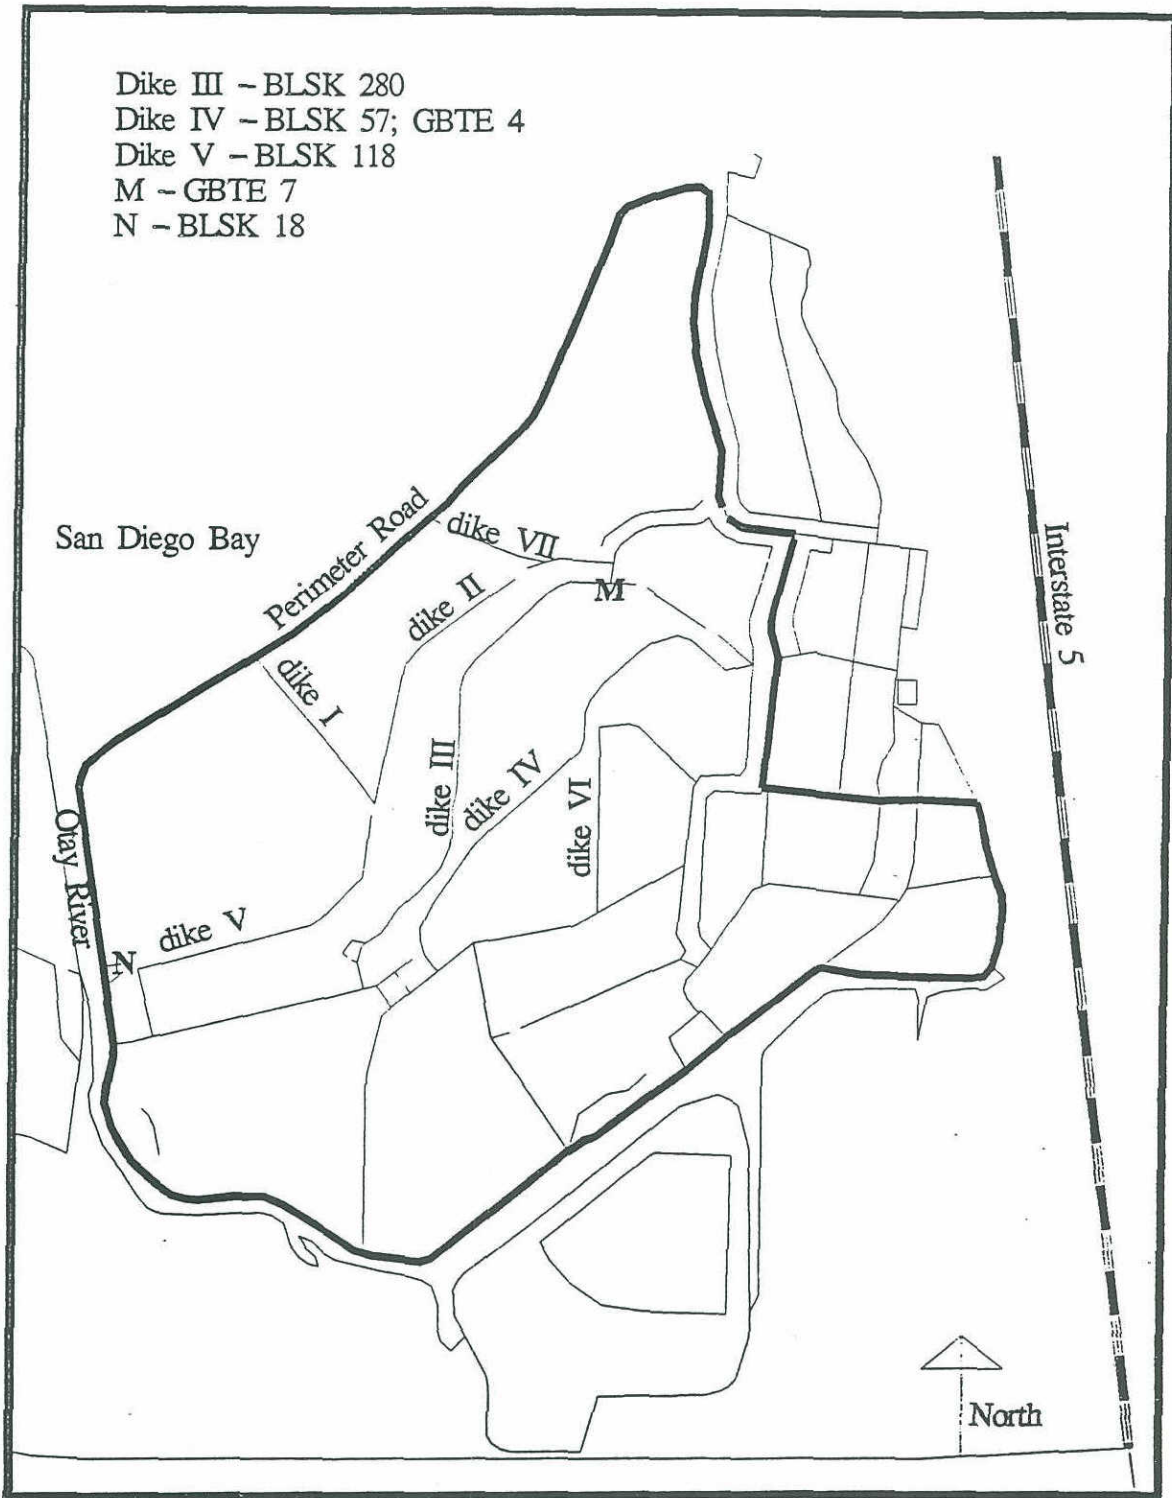 Dike III - BLSK 280
Dike IV - BLSK 57; GBTE 4
Dike V - BLSK 118
M - GBTE 7
N - BLSK 18
San Diego Bay
Perimeter Road
dike VII
M
dike II
Interstate 5
dike I
dike III
dike IV
dike VI
Otay River
dike V
N
North